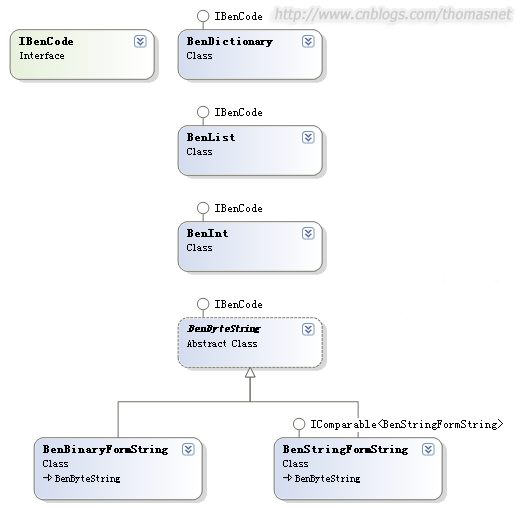 http://www.cnblogs.com/thomasnet
IBenCode
Interface
IBenCode
BenDictionary
Class
IBenCode
BenList
Class
IBenCode
BenInt
Class
IBenCode
BenByteString
Abstract Class
BenBinaryFormString
Class
BenByteString
IComparable<BenStringFormString>
BenStringFormString
Class
BenByteString